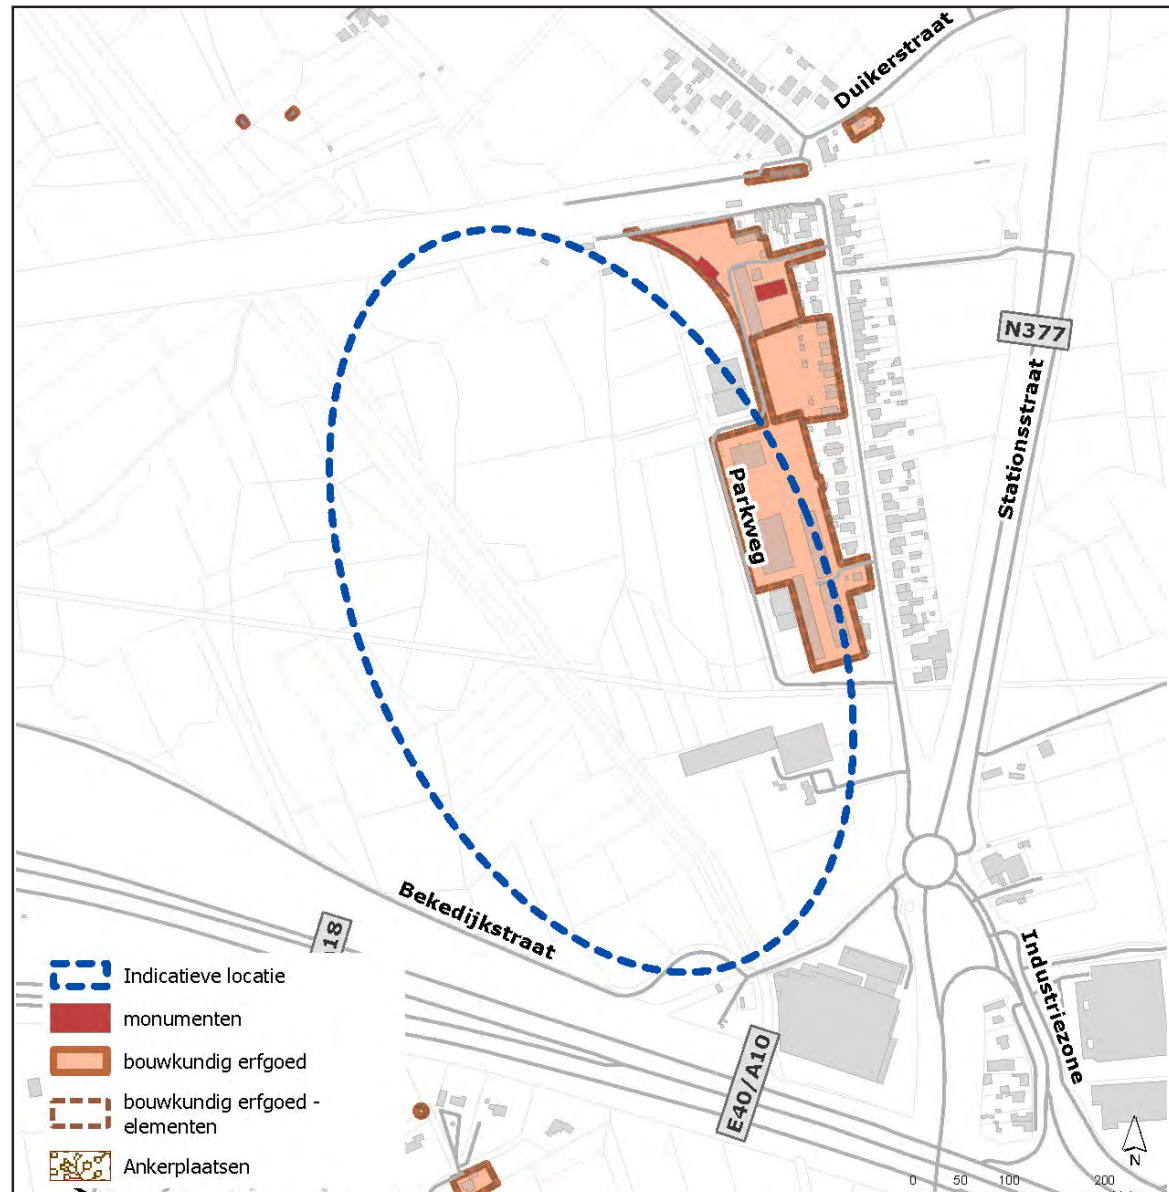 Duikerstraat
N377
Stationsstraat
Parkweg
Bekedijkstraat
18
Industriezone
E40/A10
Indicatieve locatie
monumenten
bouwkundig erfgoed
bouwkundig erfgoed -
elementen
Ankerplaatsen
N
0 50 100 200